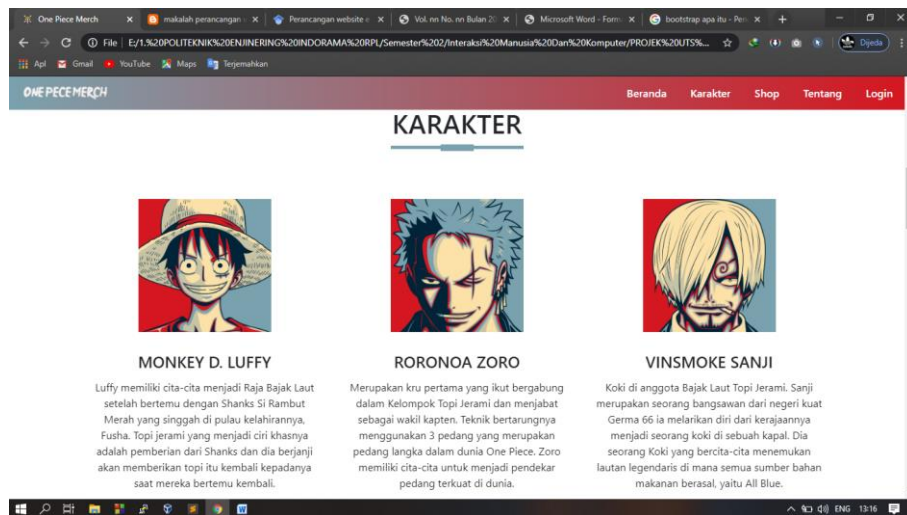 One Piece Merch
makalah perancangan
Perancangan website e
Vol. nn No. nn Bulan 20
Microsoft Word - Form
bootstrap apa itu - Pen
File
E:/1.%20POLITEKNIK%20ENJINERING%20INDORAMA%20RPL/Semester%202/Interaksi%20Manusia%20Dan%20Komputer/PROJEK%20UTS%...
Dijeda
Apl
Gmail
YouTube
Maps
Terjemahkan
ONE PECE MERCH
Beranda
Karakter
Shop
Tentang
Login
KARAKTER
MONKEY D. LUFFY
Luffy memiliki cita-cita menjadi Raja Bajak Laut
setelah bertemu dengan Shanks Si Rambut
Merah yang singgah di pulau kelahirannya,
Fusha. Topi jerami yang menjadi ciri khasnya
adalah pemberian dari Shanks dan dia berjanji
akan memberikan topi itu kembali kepadanya
saat mereka bertemu kembali.
RORONOA ZORO
Merupakan kru pertama yang ikut bergabung
dalam Kelompok Topi Jerami dan menjabat
sebagai wakil kapten. Teknik bertarungnya
menggunakan 3 pedang yang merupakan
pedang langka dalam dunia One Piece. Zoro
memiliki cita-cita untuk menjadi pendekar
pedang terkuat di dunia.
VINSMOKE SANJI
Koki di anggota Bajak Laut Topi Jerami. Sanji
merupakan seorang bangsawan dari negeri kuat
Germa 66 ia melarikan diri dari kerajaannya
menjadi seorang koki di sebuah kapal. Dia
seorang Koki yang bercita-cita menemukan
lautan legendaris di mana semua sumber bahan
makanan berasal, yaitu All Blue.
ENG
13:16